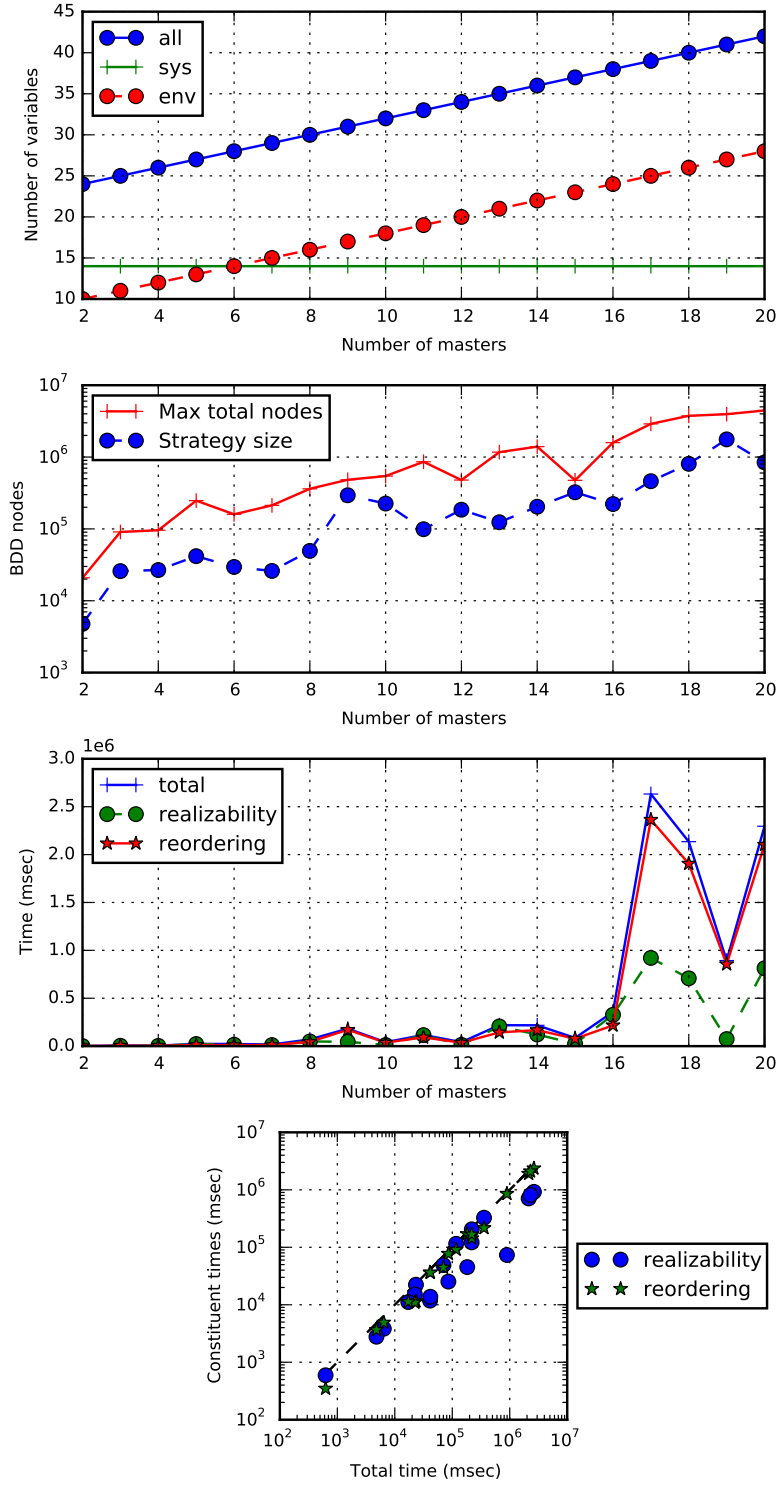 45
40
35
30
25
20
15
10
Number of variables
all
sys
env
2 4 6 8 10 12 14 16 18 20
Number of masters
10^7
10^6
10^5
10^4
10^3
BDD nodes
Max total nodes
Strategy size
2 4 6 8 10 12 14 16 18 20
Number of masters
1e6
3.0
2.5
2.0
1.5
1.0
0.5
0.0
Time (msec)
total
realizability
reordering
2 4 6 8 10 12 14 16 18 20
Number of masters
10^7
10^6
10^5
10^4
10^3
10^2
Constituent times (msec)
realizability
reordering
10^2 10^3 10^4 10^5 10^6 10^7
Total time (msec)